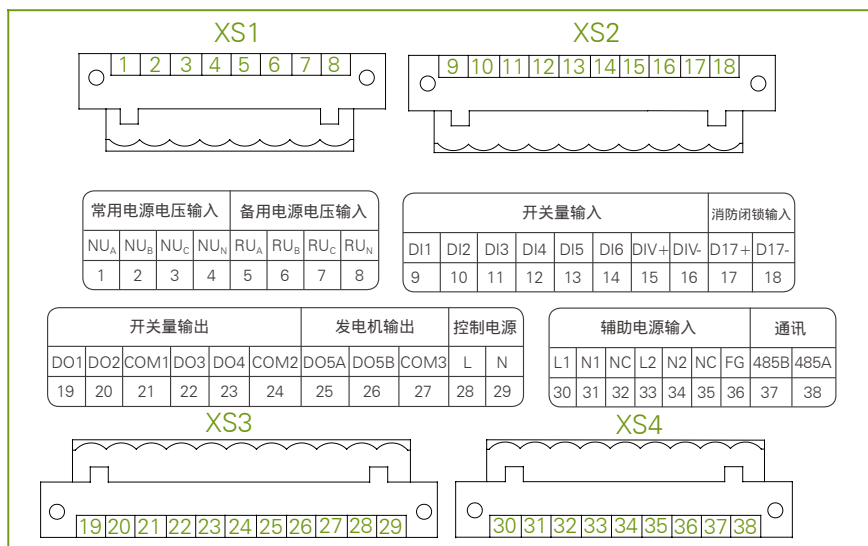 XS1 XS2
1 2 3 4 5 6 7 8 9 10 11 12 13 14 15 16 17 18
常用电源电压输入 备用电源电压输入 开关量输入 消防闭锁输入
NUA NUB NUC NUN RUA RUB RUC RUN DI1 DI2 DI3 DI4 DI5 DI6 DIV+ DIV- D17+ D17-
1 2 3 4 5 6 7 8 9 10 11 12 13 14 15 16 17 18
开关量输出 发电机输出 控制电源 辅助电源输入 通讯
DO1 DO2 COM1 DO3 DO4 COM2 DO5A DO5B COM3 L N L1 N1 NC L2 N2 NC FG 485B 485A
19 20 21 22 23 24 25 26 27 28 29 30 31 32 33 34 35 36 37 38
XS3 XS4
19 20 21 22 23 24 25 26 27 28 29 30 31 32 33 34 35 36 37 38